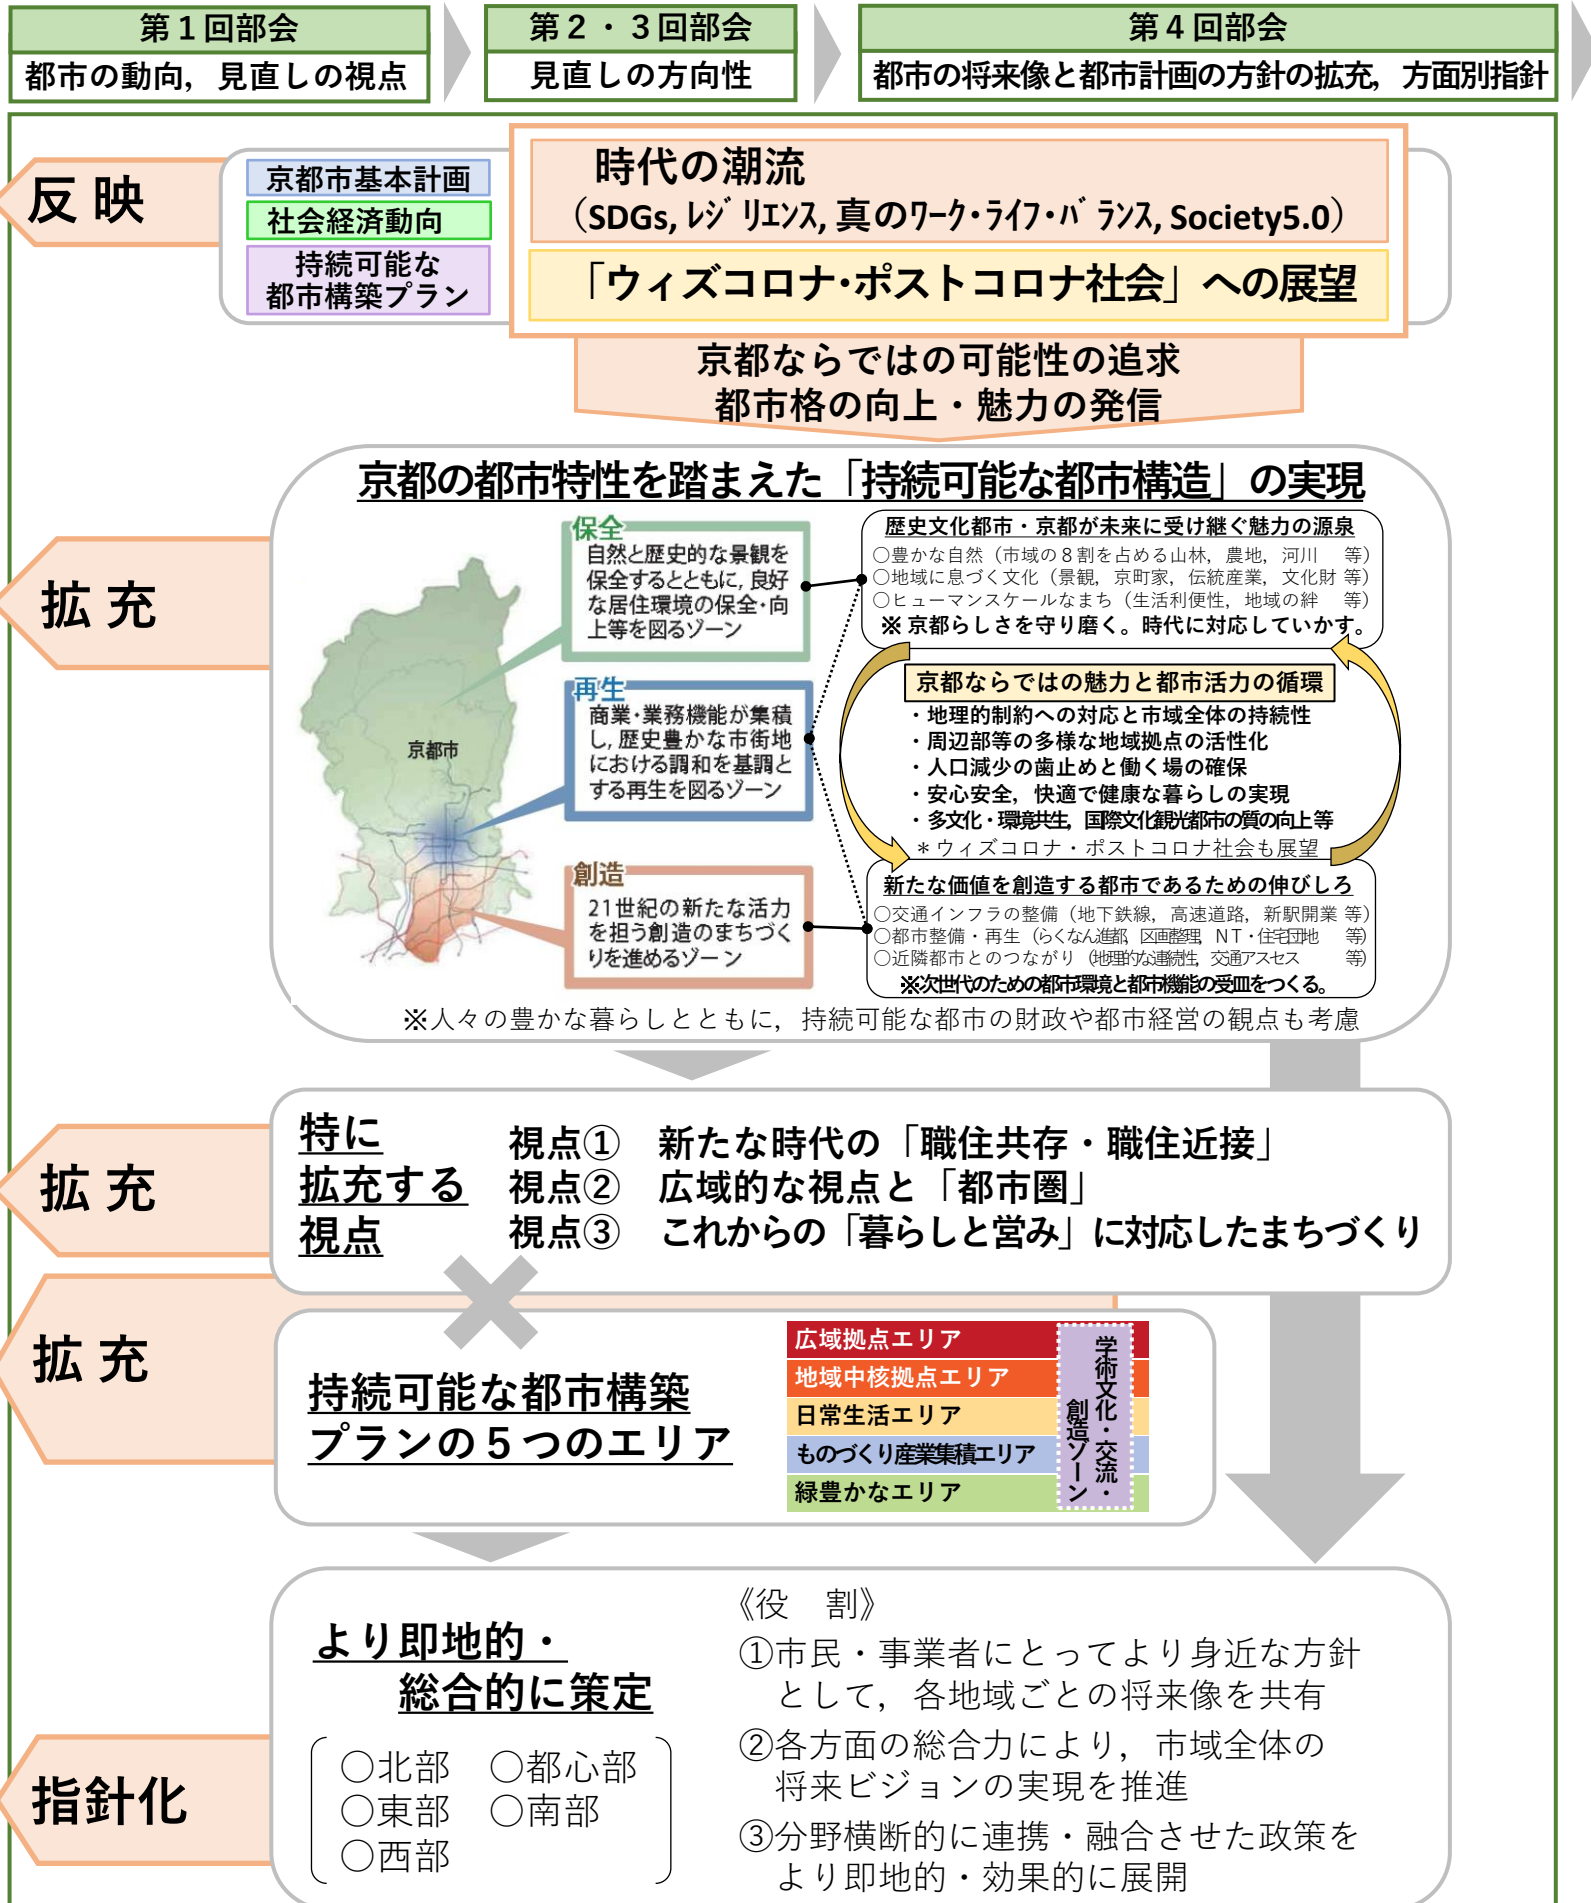 第１回部会
都市の動向，見直しの視点
第２・３回部会
見直しの方向性
第４回部会
都市の将来像と都市計画の方針の拡充，方面別指針
反 映
京都市基本計画
社会経済動向
持続可能な
都市構築プラン
時代の潮流
（SDGs, ﾚｼﾞﾘｴﾝｽ, 真のﾜｰｸ･ﾗｲﾌ･ﾊﾞﾗﾝｽ, Society5.0）
「ウィズコロナ・ポストコロナ社会」への展望
京都ならではの可能性の追求
都市格の向上・魅力の発信
拡 充
京都の都市特性を踏まえた「持続可能な都市構造」の実現
京都市
保全
自然と歴史的な景観を
保全するとともに，良好
な居住環境の保全・向
上等を図るゾーン
再生
商業・業務機能が集積
し，歴史豊かな市街地
における調和を基調と
する再生を図るゾーン
創造
21世紀の新たな活力
を担う創造のまちづく
りを進めるゾーン
歴史文化都市・京都が未来に受け継ぐ魅力の源泉
○豊かな自然（市域の８割を占める山林，農地，河川　等）
○地域に息づく文化（景観，京町家，伝統産業，文化財 等）
○ヒューマンスケールなまち（生活利便性，地域の絆　等）
※ 京都らしさを守り磨く。時代に対応していかす。
京都ならではの魅力と都市活力の循環
・地理的制約への対応と市域全体の持続性
・周辺部等の多様な地域拠点の活性化
・人口減少の歯止めと働く場の確保
・安心安全，快適で健康な暮らしの実現
・多文化・環境共生，国際文化観光都市の質の向上 等
＊ウィズコロナ・ポストコロナ社会も展望
新たな価値を創造する都市であるための伸びしろ
○交通インフラの整備（地下鉄線，高速道路，新駅開業 等）
○都市整備・再生（らくなん進都，区画整理，ＮＴ・住宅団地　等）
○近隣都市とのつながり（地理的な連続性，交通アスセス　等）
※次世代のための都市環境と都市機能の受皿をつくる。
※人々の豊かな暮らしとともに，持続可能な都市の財政や都市経営の観点も考慮
拡 充
特に
拡充する
視点
視点①　新たな時代の「職住共存・職住近接」
視点②　広域的な視点と「都市圏」
視点③　これからの「暮らしと営み」に対応したまちづくり
拡 充
持続可能な都市構築
プランの５つのエリア
広域拠点エリア
地域中核拠点エリア
日常生活エリア
ものづくり産業集積エリア
緑豊かなエリア
学術文化・交流・
創造ゾーン
指針化
より即地的・
総合的に策定
○北部　○都心部
○東部　○南部
○西部
《役　割》
①市民・事業者にとってより身近な方針
として，各地域ごとの将来像を共有
②各方面の総合力により，市域全体の
将来ビジョンの実現を推進
③分野横断的に連携・融合させた政策を
より即地的・効果的に展開